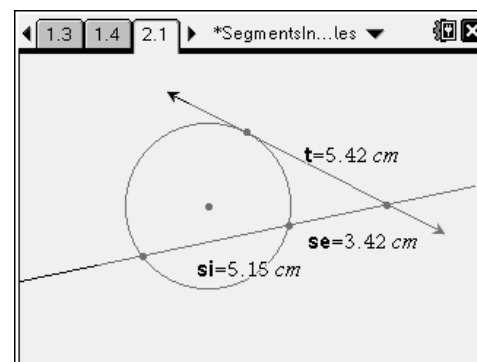 1.3 1.4 2.1 *SegmentsIn...les
t=5.42 cm
se=3.42 cm
si=5.15 cm